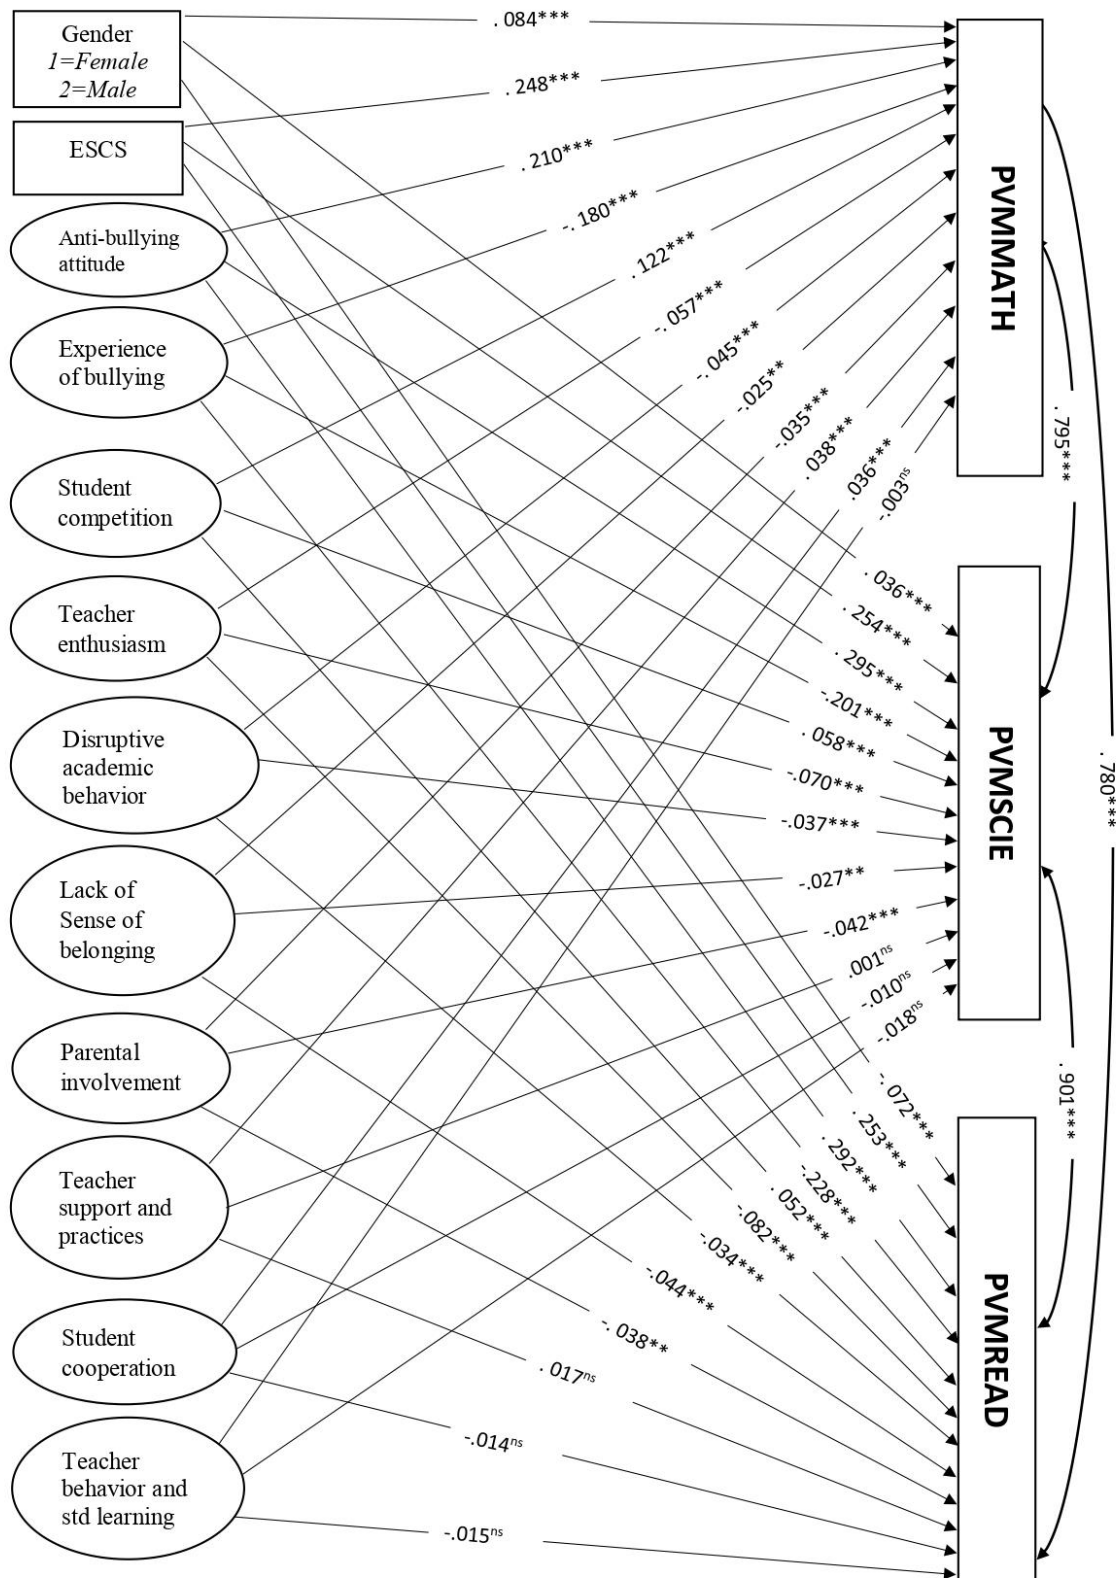 Gender
1=Female
2=Male
ESCS
Anti-bullying
attitude
Experience
of bullying
Student
competition
Teacher
enthusiasm
Disruptive
academic
behavior
Lack of
Sense of
belonging
Parental
involvement
Teacher
support and
practices
Student
cooperation
Teacher
behavior and
std learning
. 084***
. 248***
. 210***
-. 180***
. 122***
-. 057***
-. 045***
-.025**
-.035***
. 038***
.036***
-.003ns
. 036***
. 254***
. 295***
-.201***
. 058***
-.070***
-.037***
-.027**
-.042***
.001ns
-.010ns
-.018ns
-. 072***
. 253***
. 292***
-.228***
. 052***
-.082***
-.034***
-.044***
-. 038**
. 017ns
-.014ns
-.015ns
PVMMATH
PVMSCIE
PVMREAD
. 795***
. 780***
. 901***